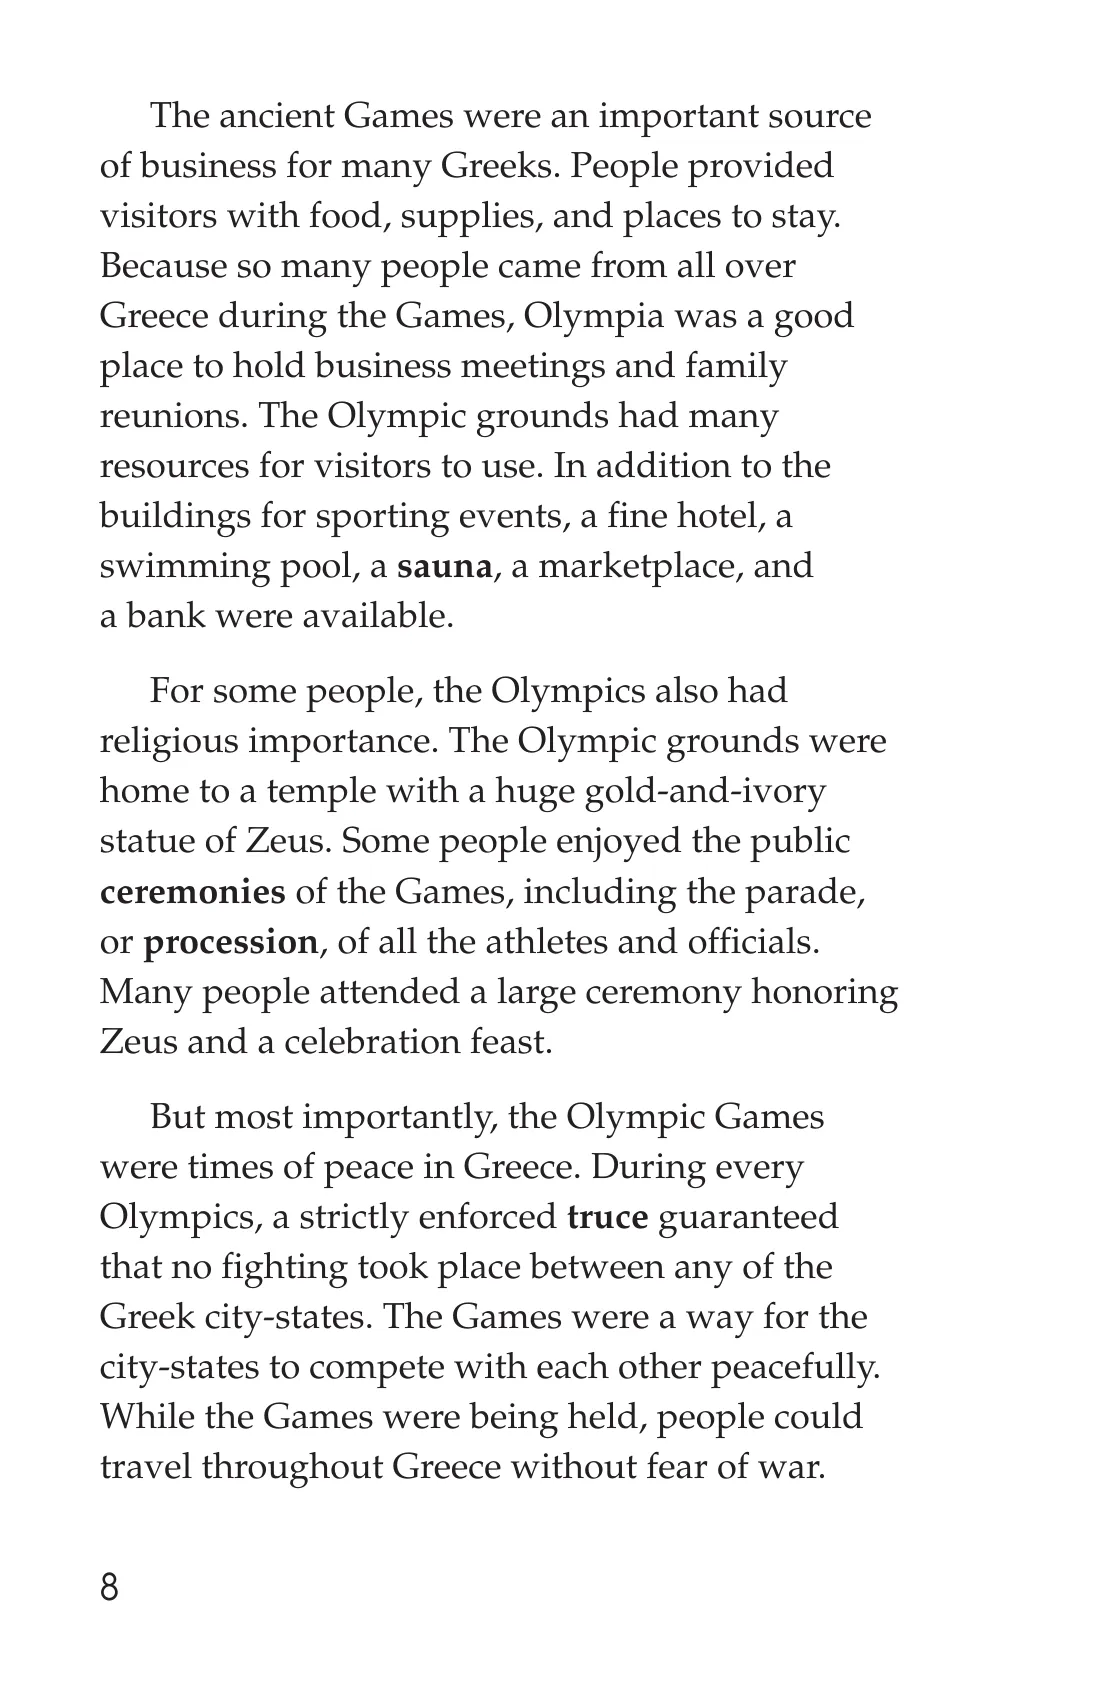 The ancient Games were an important source
of business for many Greeks. People provided
visitors with food, supplies, and places to stay.
Because so many people came from all over
Greece during the Games, Olympia was a good
place to hold business meetings and family
reunions. The Olympic grounds had many
resources for visitors to use. In addition to the
buildings for sporting events, a fine hotel, a
swimming pool, a sauna, a marketplace, and
a bank were available.
For some people, the Olympics also had
religious importance. The Olympic grounds were
home to a temple with a huge gold-and-ivory
statue of Zeus. Some people enjoyed the public
ceremonies of the Games, including the parade,
or procession, of all the athletes and officials.
Many people attended a large ceremony honoring
Zeus and a celebration feast.
But most importantly, the Olympic Games
were times of peace in Greece. During every
Olympics, a strictly enforced truce guaranteed
that no fighting took place between any of the
Greek city-states. The Games were a way for the
city-states to compete with each other peacefully.
While the Games were being held, people could
travel throughout Greece without fear of war.
8